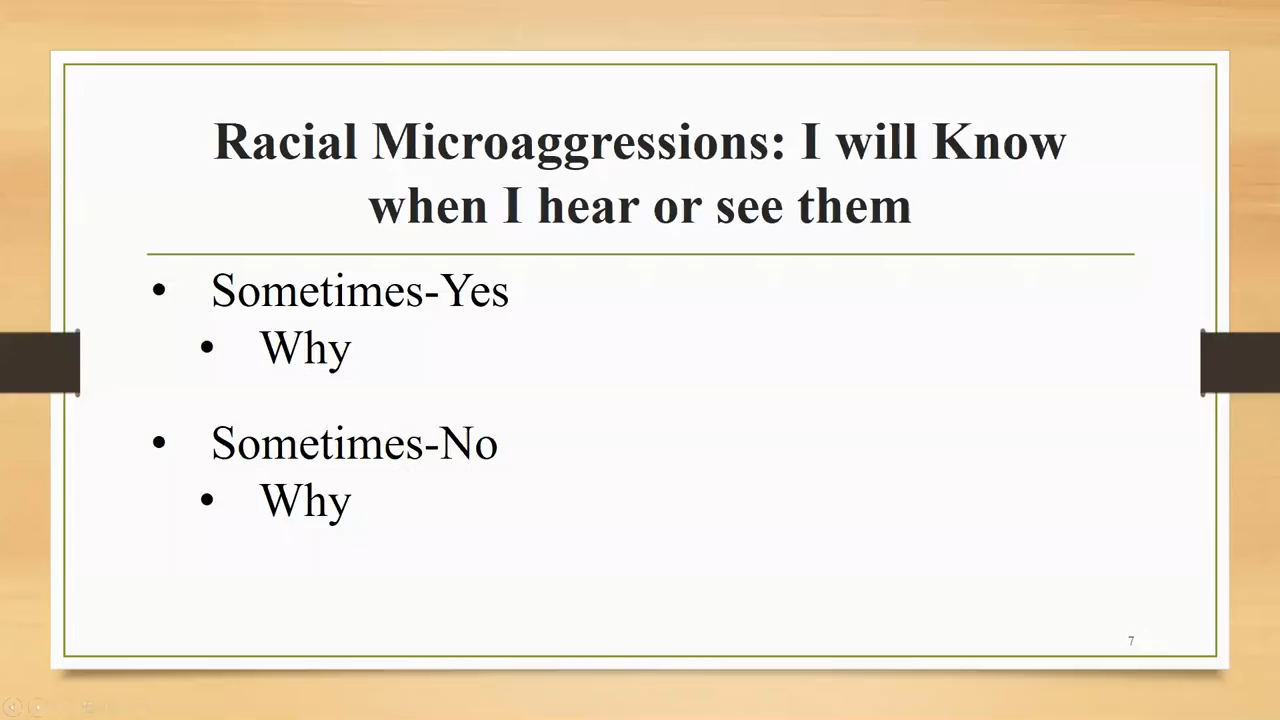 Racial Microaggressions: I will Know
when I hear or see them
• Sometimes-Yes
• Why
• Sometimes-No
• Why
7